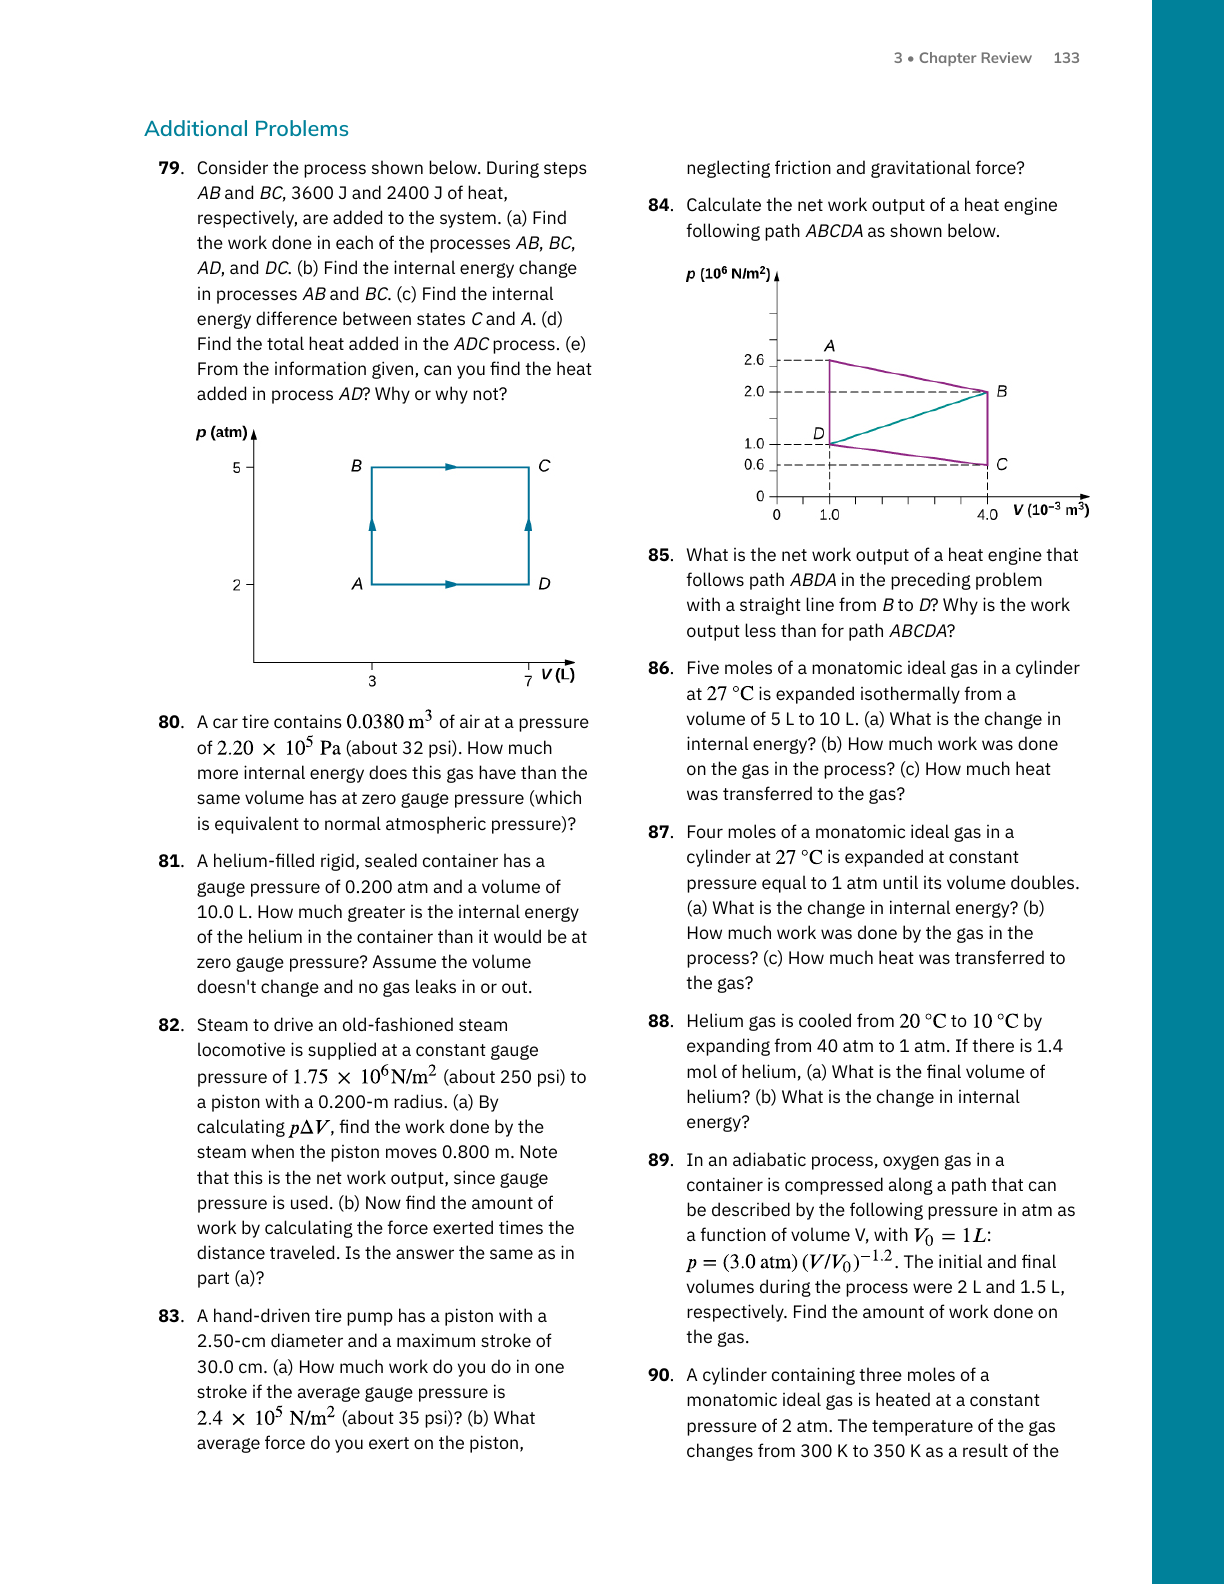 3 • Chapter Review 133
Additional Problems
79. Consider the process shown below. During steps
AB and BC, 3600 J and 2400 J of heat,
respectively, are added to the system. (a) Find
the work done in each of the processes AB, BC,
AD, and DC. (b) Find the internal energy change
in processes AB and BC. (c) Find the internal
energy difference between states C and A. (d)
Find the total heat added in the ADC process. (e)
From the information given, can you find the heat
added in process AD? Why or why not?
p (atm)
5
B
C
2
A
D
3
7
V (L)
80. A car tire contains 0.0380 m³ of air at a pressure
of 2.20 × 10⁵ Pa (about 32 psi). How much
more internal energy does this gas have than the
same volume has at zero gauge pressure (which
is equivalent to normal atmospheric pressure)?
81. A helium-filled rigid, sealed container has a
gauge pressure of 0.200 atm and a volume of
10.0 L. How much greater is the internal energy
of the helium in the container than it would be at
zero gauge pressure? Assume the volume
doesn't change and no gas leaks in or out.
82. Steam to drive an old-fashioned steam
locomotive is supplied at a constant gauge
pressure of 1.75 × 10⁶N/m² (about 250 psi) to
a piston with a 0.200-m radius. (a) By
calculating pΔV, find the work done by the
steam when the piston moves 0.800 m. Note
that this is the net work output, since gauge
pressure is used. (b) Now find the amount of
work by calculating the force exerted times the
distance traveled. Is the answer the same as in
part (a)?
83. A hand-driven tire pump has a piston with a
2.50-cm diameter and a maximum stroke of
30.0 cm. (a) How much work do you do in one
stroke if the average gauge pressure is
2.4 × 10⁵ N/m² (about 35 psi)? (b) What
average force do you exert on the piston,
neglecting friction and gravitational force?
84. Calculate the net work output of a heat engine
following path ABCDA as shown below.
p (10⁶ N/m²)
A
2.6
2.0
B
D
1.0
0.6
C
0
0
1.0
4.0
V (10⁻³ m³)
85. What is the net work output of a heat engine that
follows path ABDA in the preceding problem
with a straight line from B to D? Why is the work
output less than for path ABCDA?
86. Five moles of a monatomic ideal gas in a cylinder
at 27 °C is expanded isothermally from a
volume of 5 L to 10 L. (a) What is the change in
internal energy? (b) How much work was done
on the gas in the process? (c) How much heat
was transferred to the gas?
87. Four moles of a monatomic ideal gas in a
cylinder at 27 °C is expanded at constant
pressure equal to 1 atm until its volume doubles.
(a) What is the change in internal energy? (b)
How much work was done by the gas in the
process? (c) How much heat was transferred to
the gas?
88. Helium gas is cooled from 20 °C to 10 °C by
expanding from 40 atm to 1 atm. If there is 1.4
mol of helium, (a) What is the final volume of
helium? (b) What is the change in internal
energy?
89. In an adiabatic process, oxygen gas in a
container is compressed along a path that can
be described by the following pressure in atm as
a function of volume V, with V₀ = 1L:
p = (3.0 atm) (V/V₀)⁻¹·². The initial and final
volumes during the process were 2 L and 1.5 L,
respectively. Find the amount of work done on
the gas.
90. A cylinder containing three moles of a
monatomic ideal gas is heated at a constant
pressure of 2 atm. The temperature of the gas
changes from 300 K to 350 K as a result of the